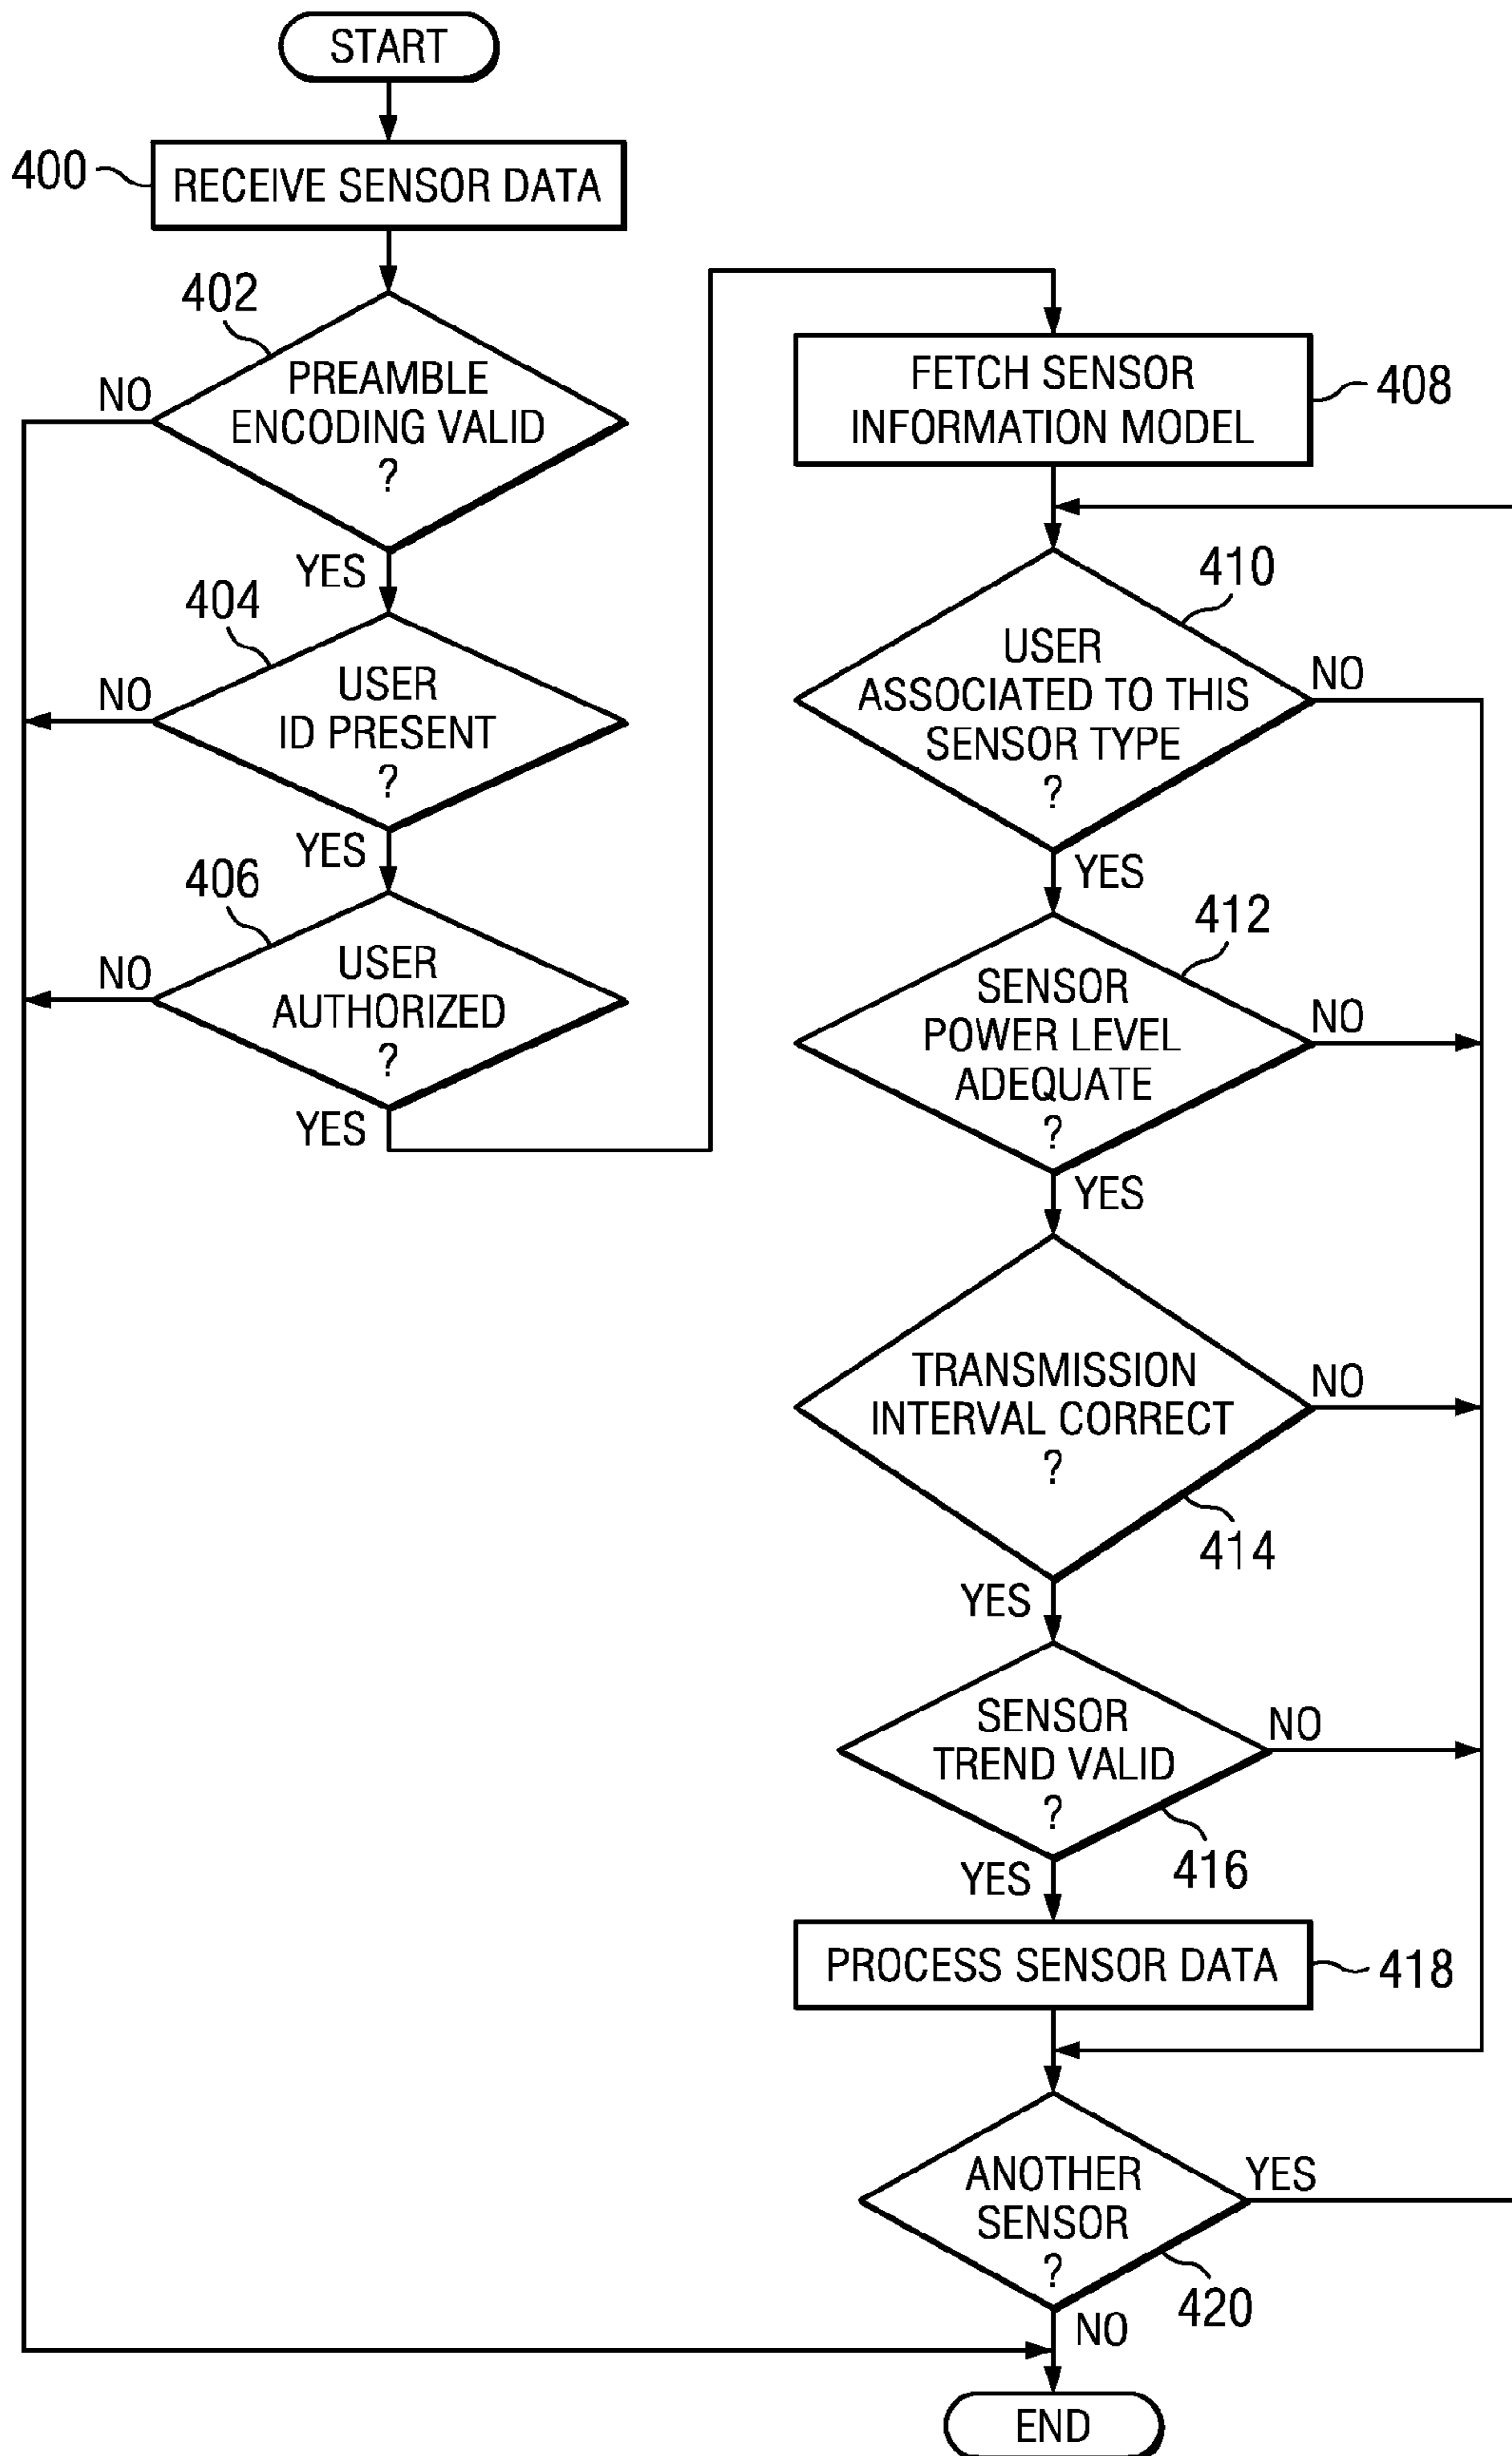 START
400
RECEIVE SENSOR DATA
402
NO
PREAMBLE
ENCODING VALID
?
YES
404
NO
USER
ID PRESENT
?
YES
406
NO
USER
AUTHORIZED
?
YES
FETCH SENSOR
INFORMATION MODEL
408
410
USER
ASSOCIATED TO THIS
SENSOR TYPE
?
NO
YES
412
SENSOR
POWER LEVEL
ADEQUATE
?
NO
YES
TRANSMISSION
INTERVAL CORRECT
?
NO
414
YES
SENSOR
TREND VALID
?
NO
416
YES
PROCESS SENSOR DATA
418
ANOTHER
SENSOR
?
YES
420
NO
END